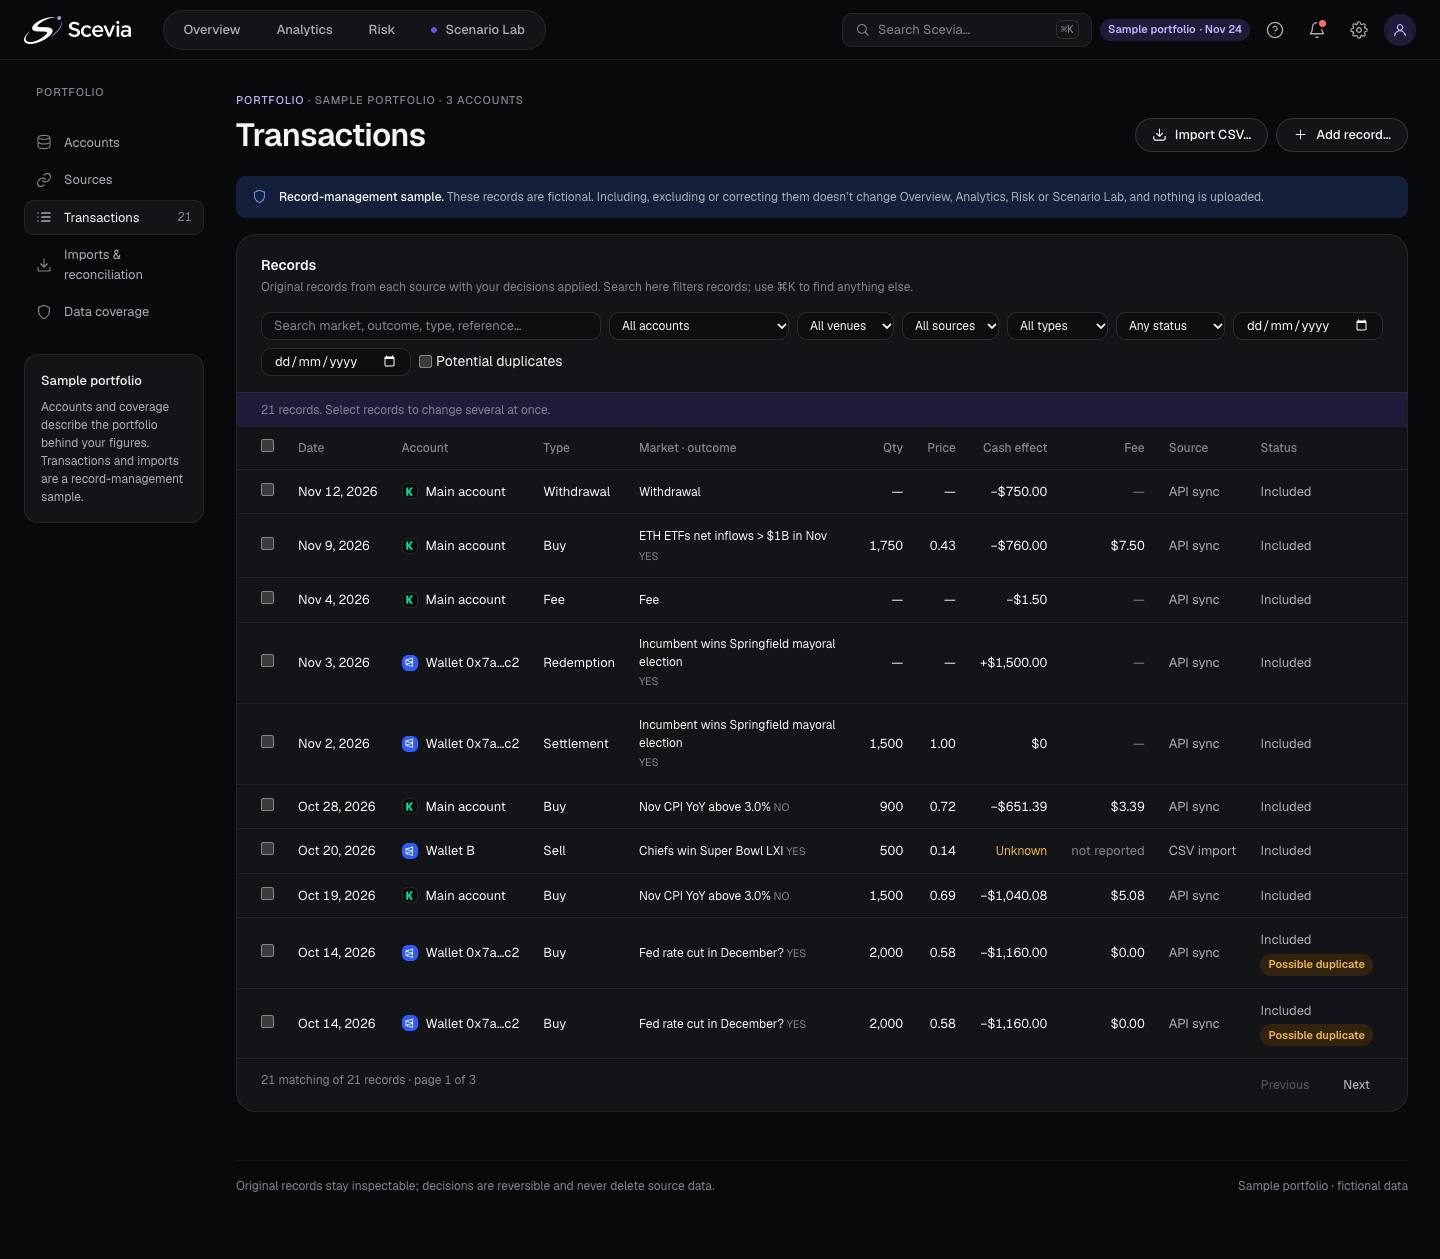 Scevia
Overview
Analytics
Risk
Scenario Lab
Search Scevia…
⌘K
Sample portfolio · Nov 24
PORTFOLIO
Accounts
Sources
Transactions 21
Imports &
reconciliation
Data coverage
Sample portfolio
Accounts and coverage
describe the portfolio
behind your figures.
Transactions and imports
are a record-management
sample.
PORTFOLIO · SAMPLE PORTFOLIO · 3 ACCOUNTS
Transactions
Import CSV…
Add record…
Record-management sample. These records are fictional. Including, excluding or correcting them doesn't change Overview, Analytics, Risk or Scenario Lab, and nothing is uploaded.
Records
Original records from each source with your decisions applied. Search here filters records; use ⌘K to find anything else.
Search market, outcome, type, reference… All accounts All venues All sources All types Any status dd/mm/yyyy
dd/mm/yyyy Potential duplicates
21 records. Select records to change several at once.
Date Account Type Market · outcome Qty Price Cash effect Fee Source Status
Nov 12, 2026 K Main account Withdrawal Withdrawal — — −$750.00 — API sync Included
Nov 9, 2026 K Main account Buy ETH ETFs net inflows > $1B in Nov YES 1,750 0.43 −$760.00 $7.50 API sync Included
Nov 4, 2026 K Main account Fee Fee — — −$1.50 — API sync Included
Nov 3, 2026 Wallet 0x7a…c2 Redemption Incumbent wins Springfield mayoral election YES — — +$1,500.00 — API sync Included
Nov 2, 2026 Wallet 0x7a…c2 Settlement Incumbent wins Springfield mayoral election YES 1,500 1.00 $0 — API sync Included
Oct 28, 2026 K Main account Buy Nov CPI YoY above 3.0% NO 900 0.72 −$651.39 $3.39 API sync Included
Oct 20, 2026 Wallet B Sell Chiefs win Super Bowl LXI YES 500 0.14 Unknown not reported CSV import Included
Oct 19, 2026 K Main account Buy Nov CPI YoY above 3.0% NO 1,500 0.69 −$1,040.08 $5.08 API sync Included
Oct 14, 2026 Wallet 0x7a…c2 Buy Fed rate cut in December? YES 2,000 0.58 −$1,160.00 $0.00 API sync Included Possible duplicate
Oct 14, 2026 Wallet 0x7a…c2 Buy Fed rate cut in December? YES 2,000 0.58 −$1,160.00 $0.00 API sync Included Possible duplicate
21 matching of 21 records · page 1 of 3
Previous Next
Original records stay inspectable; decisions are reversible and never delete source data.
Sample portfolio · fictional data